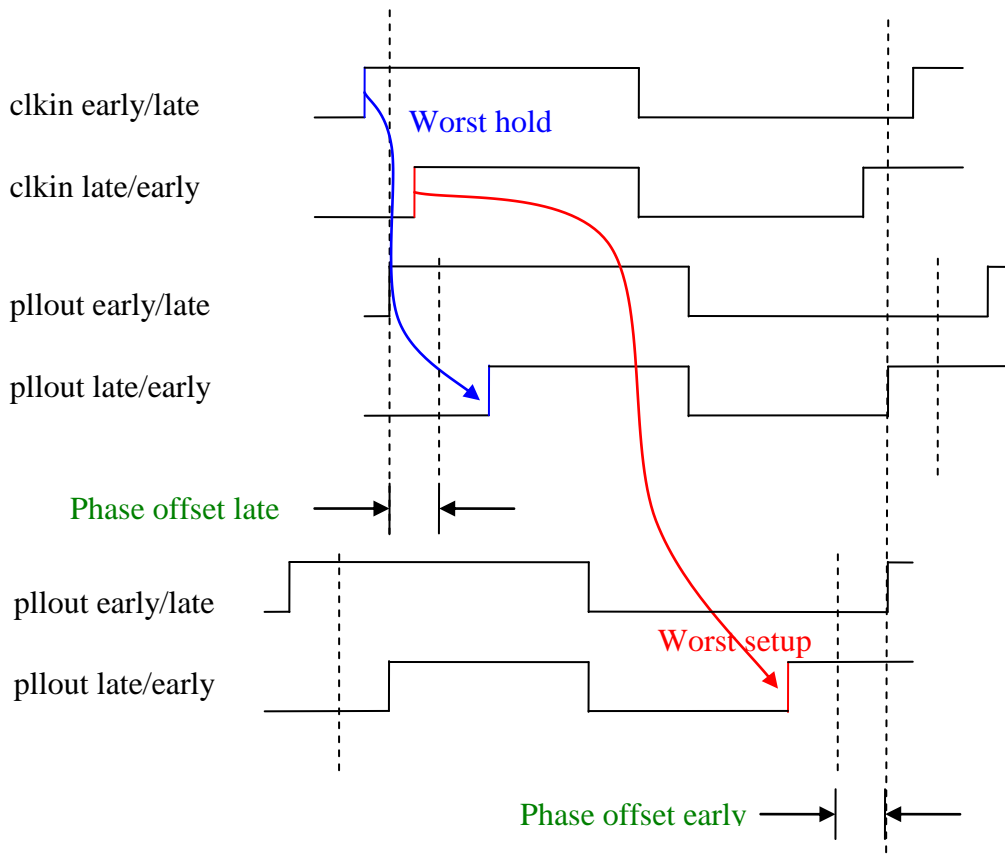 clkin early/late
Worst hold
clkin late/early
pllout early/late
pllout late/early
Phase offset late
pllout early/late
Worst setup
pllout late/early
Phase offset early